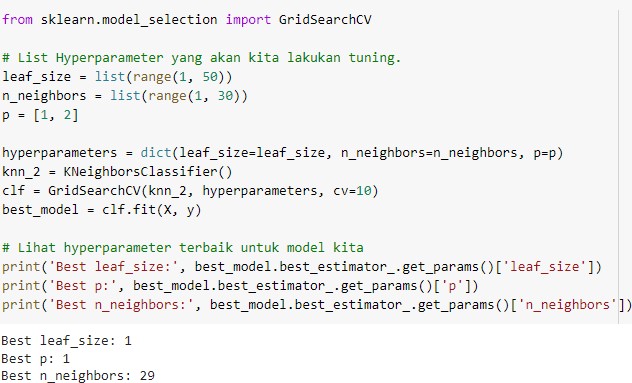 from sklearn.model_selection import GridSearchCV
# List Hyperparameter yang akan kita lakukan tuning.
leaf_size = list(range(1, 50))
n_neighbors = list(range(1, 30))
p = [1, 2]
hyperparameters = dict(leaf_size=leaf_size, n_neighbors=n_neighbors, p=p)
knn_2 = KNeighborsClassifier()
clf = GridSearchCV(knn_2, hyperparameters, cv=10)
best_model = clf.fit(X, y)
# Lihat hyperparameter terbaik untuk model kita
print('Best leaf_size:', best_model.best_estimator_.get_params()['leaf_size'])
print('Best p:', best_model.best_estimator_.get_params()['p'])
print('Best n_neighbors:', best_model.best_estimator_.get_params()['n_neighbors'])
Best leaf_size: 1
Best p: 1
Best n_neighbors: 29